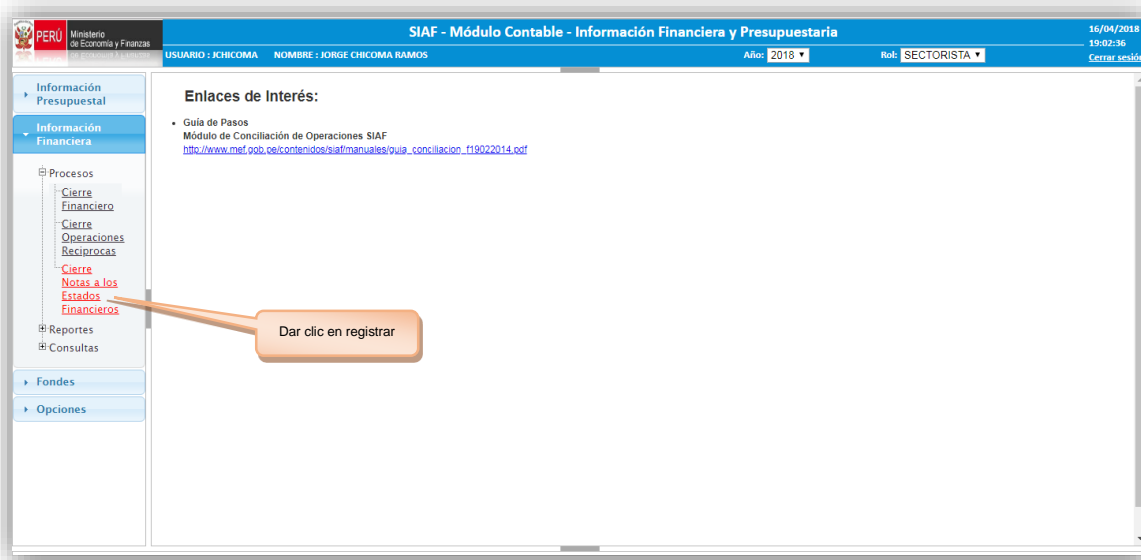 PERÚ
Ministerio
de Economía y Finanzas
SIAF - Módulo Contable - Información Financiera y Presupuestaria
16/04/2018
19:02:36
USUARIO : JCHICOMA NOMBRE : JORGE CHICOMA RAMOS
Año: 2018
Rol: SECTORISTA
Cerrar sesión
Información
Presupuestal
Información
Financiera
Procesos
Cierre
Financiero
Cierre
Operaciones
Reciprocas
Cierre
Notas a los
Estados
Financieros
Reportes
Consultas
Fondes
Opciones
Enlaces de Interés:
Guía de Pasos
Módulo de Conciliación de Operaciones SIAF
http://www.mef.gob.pe/contenidos/siaf/manuales/guia_conciliacion_f19022014.pdf
Dar clic en registrar